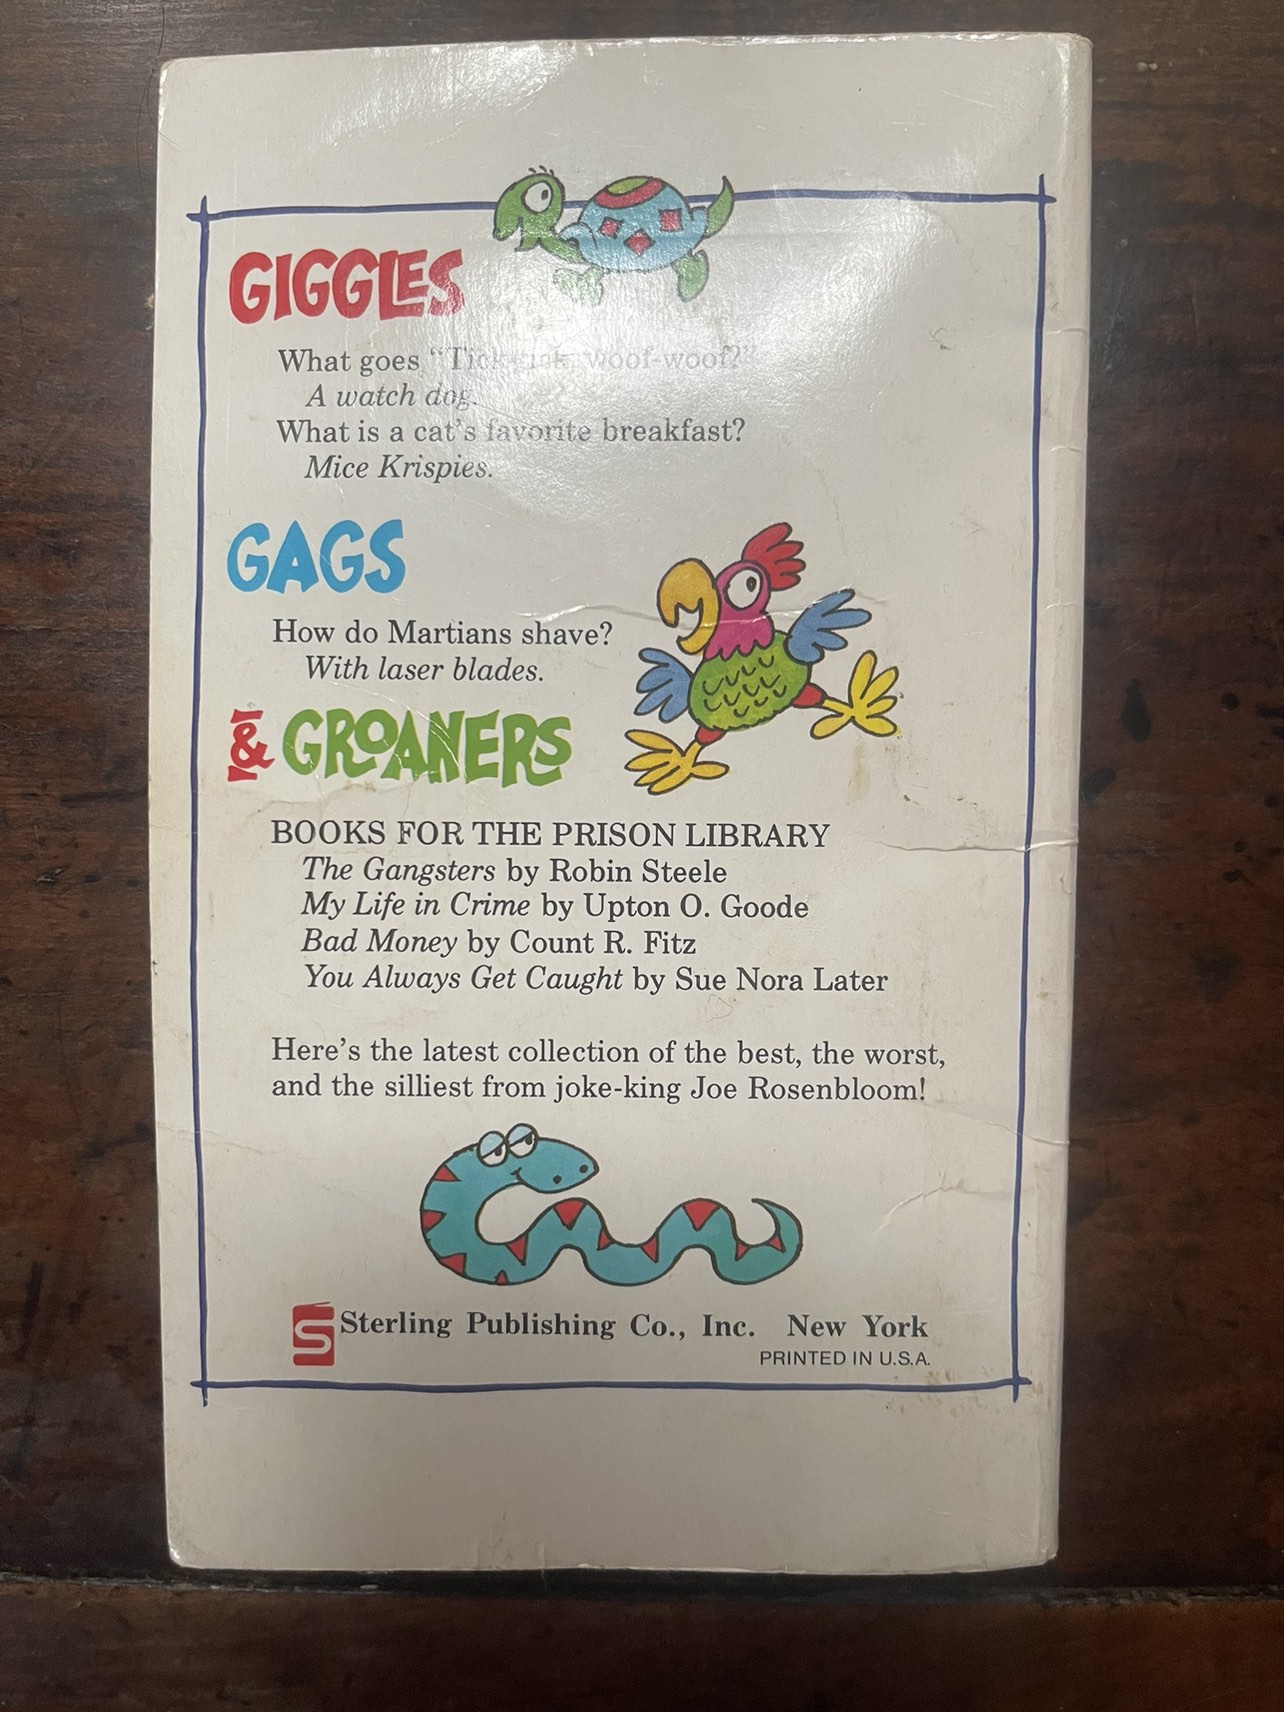 GIGGLES
What goes "Tick-tick, woof-woof?"
A watch dog.
What is a cat's favorite breakfast?
Mice Krispies.
GAGS
How do Martians shave?
With laser blades.
& GROANERS
BOOKS FOR THE PRISON LIBRARY
The Gangsters by Robin Steele
My Life in Crime by Upton O. Goode
Bad Money by Count R. Fitz
You Always Get Caught by Sue Nora Later
Here's the latest collection of the best, the worst,
and the silliest from joke-king Joe Rosenbloom!
S Sterling Publishing Co., Inc. New York
PRINTED IN U.S.A.